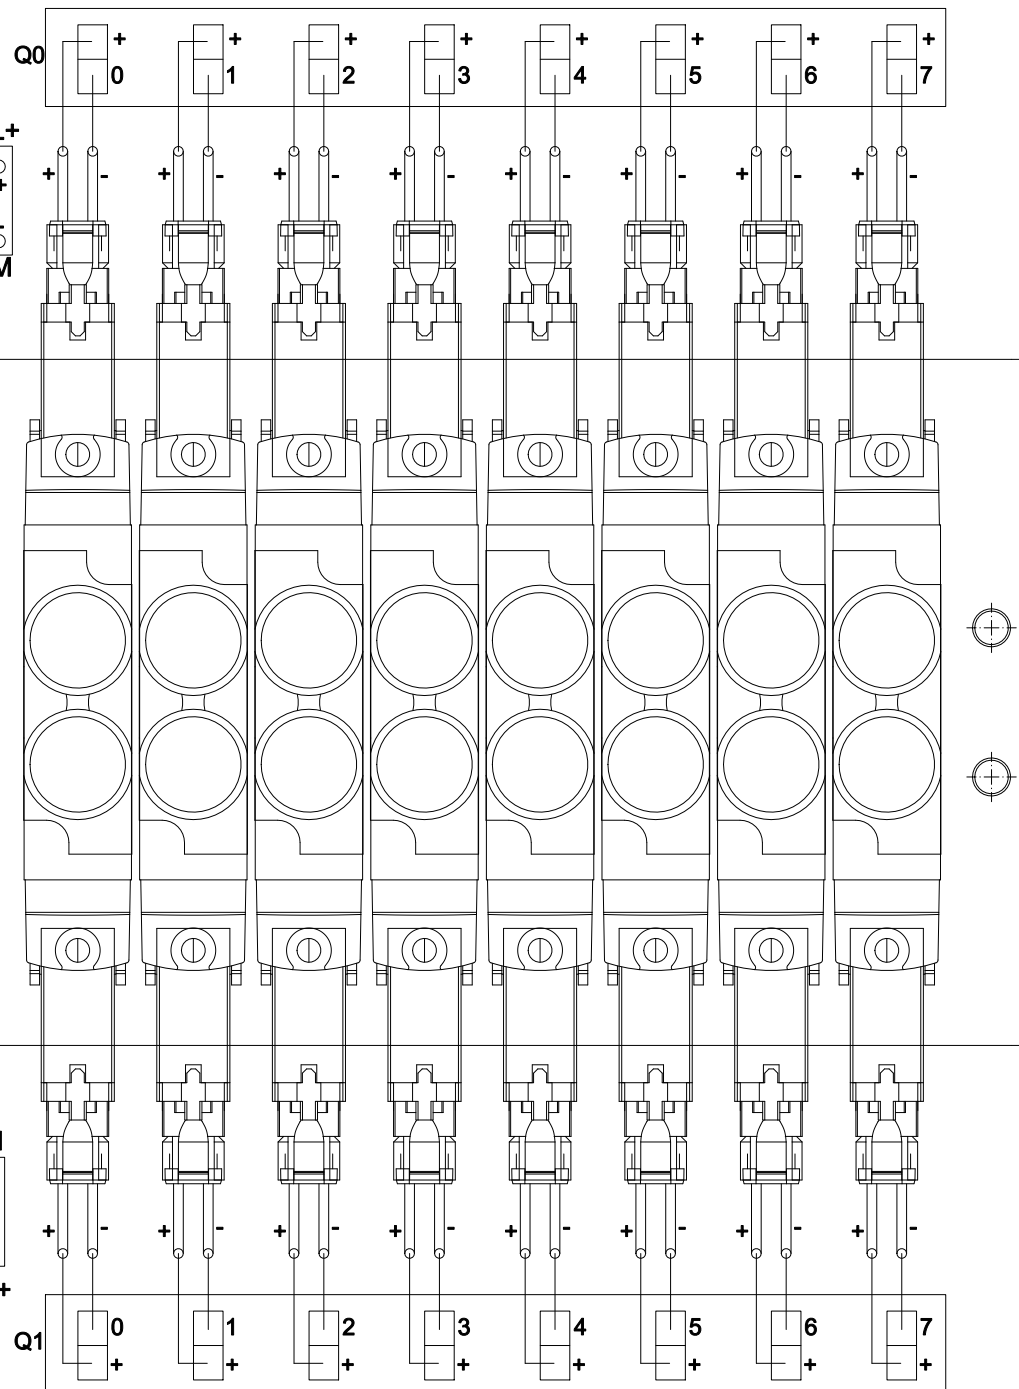 + + + + + + + +
Q0
0 1 2 3 4 5 6 7
L+
+ - + - + - + - + - + - + - + -
+
-
M
+ - + - + - + - + - + - + - + -
+
0 1 2 3 4 5 6 7
Q1
+ + + + + + + +